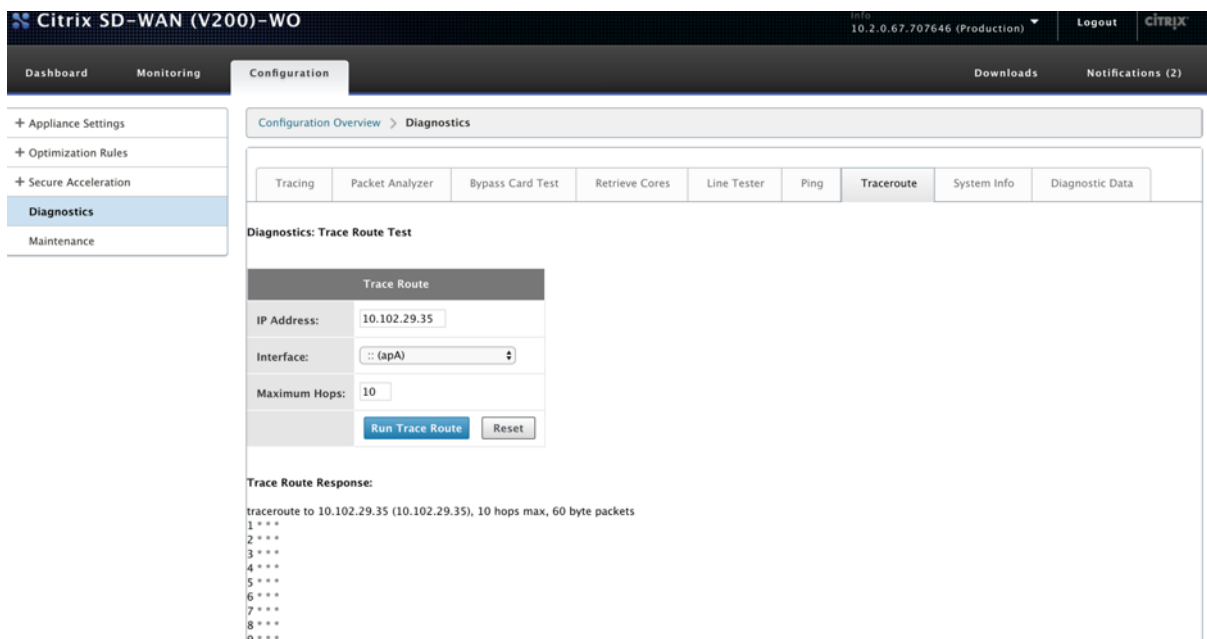 Citrix SD-WAN (V200)-WO
Info
10.2.0.67.707646 (Production)
Logout
CİTRIX
Dashboard Monitoring Configuration Downloads Notifications (2)
+ Appliance Settings
+ Optimization Rules
+ Secure Acceleration
Diagnostics
Maintenance
Configuration Overview > Diagnostics
Tracing Packet Analyzer Bypass Card Test Retrieve Cores Line Tester Ping Traceroute System Info Diagnostic Data
Diagnostics: Trace Route Test
Trace Route
IP Address: 10.102.29.35
Interface: :: (apA)
Maximum Hops: 10
Run Trace Route Reset
Trace Route Response:
traceroute to 10.102.29.35 (10.102.29.35), 10 hops max, 60 byte packets
1 * * *
2 * * *
3 * * *
4 * * *
5 * * *
6 * * *
7 * * *
8 * * *
9 * * *